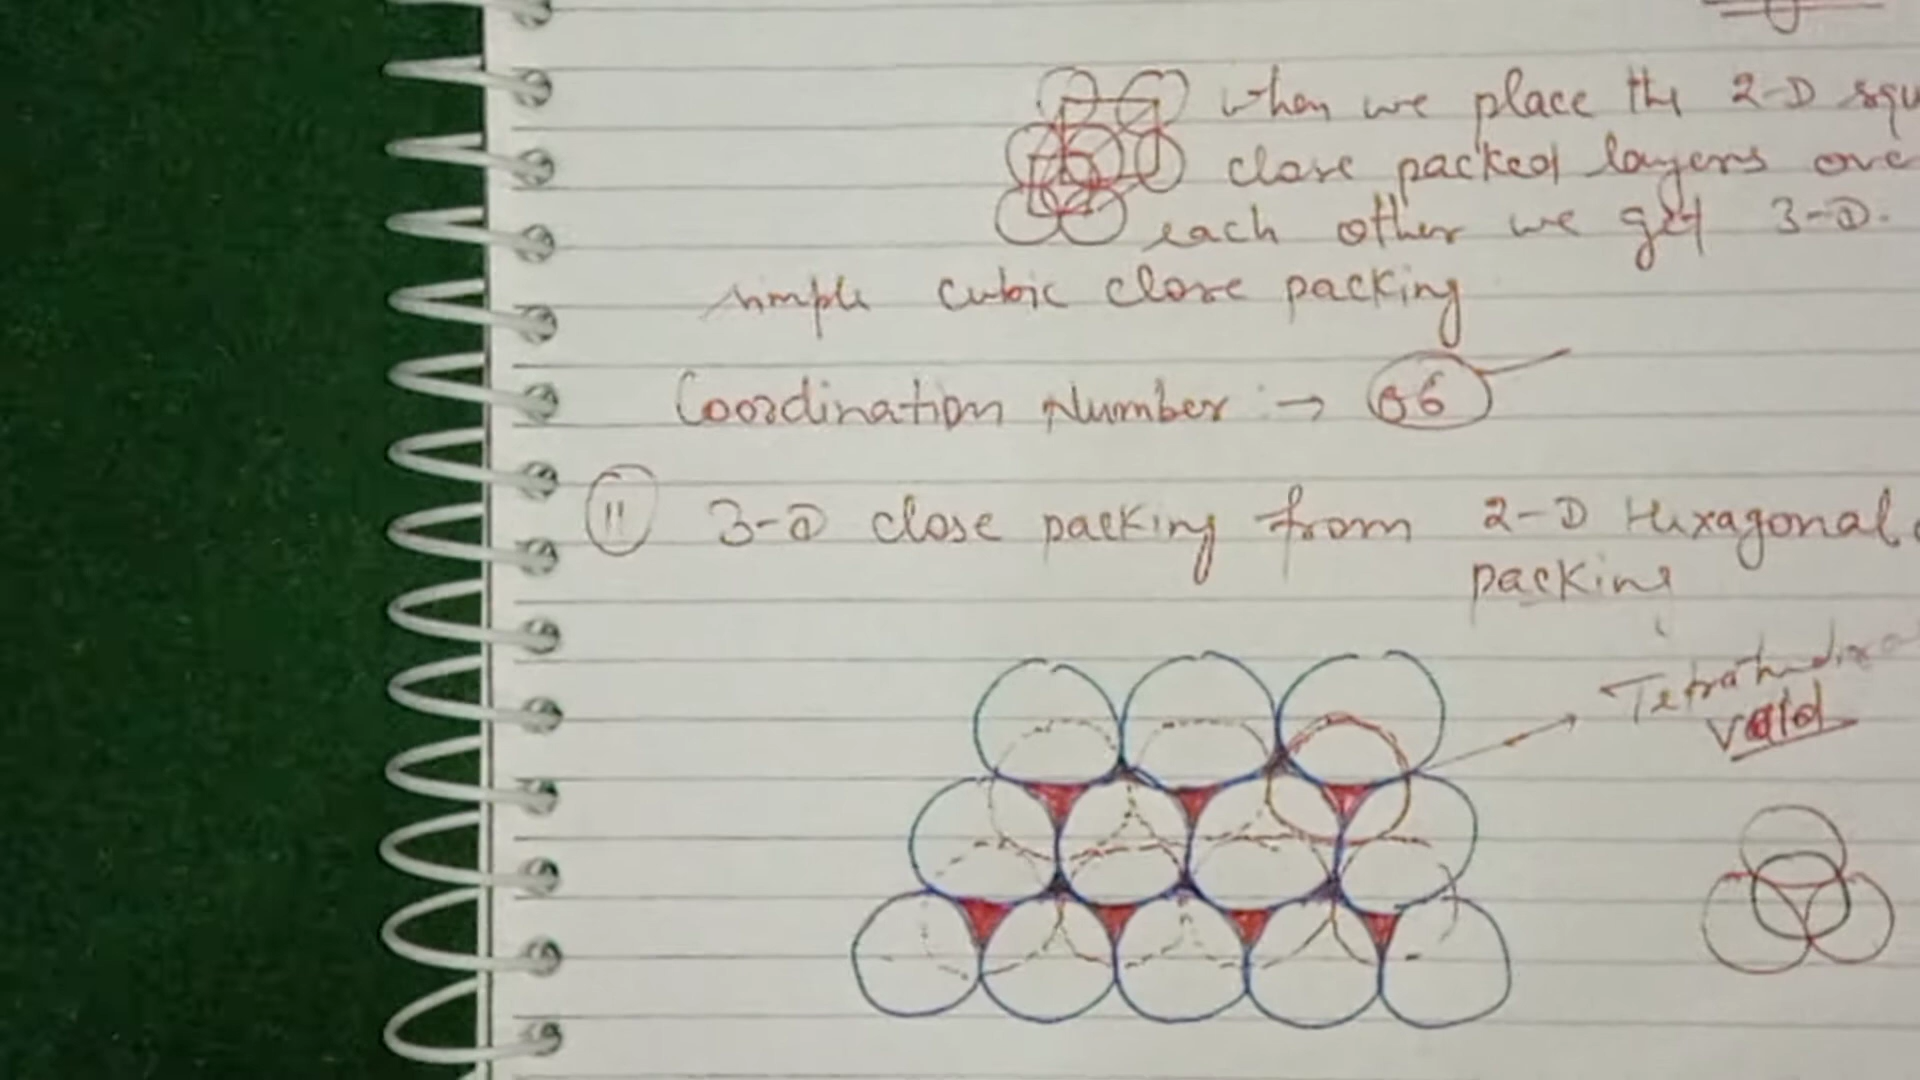 when we place the 2-D squ
close packed layers ove
each other we get 3-D.
simple cubic close packing
Coordination Number :→ 06
II 3-D close packing from 2-D Hexagonal
packing
Tetrahedra
Void